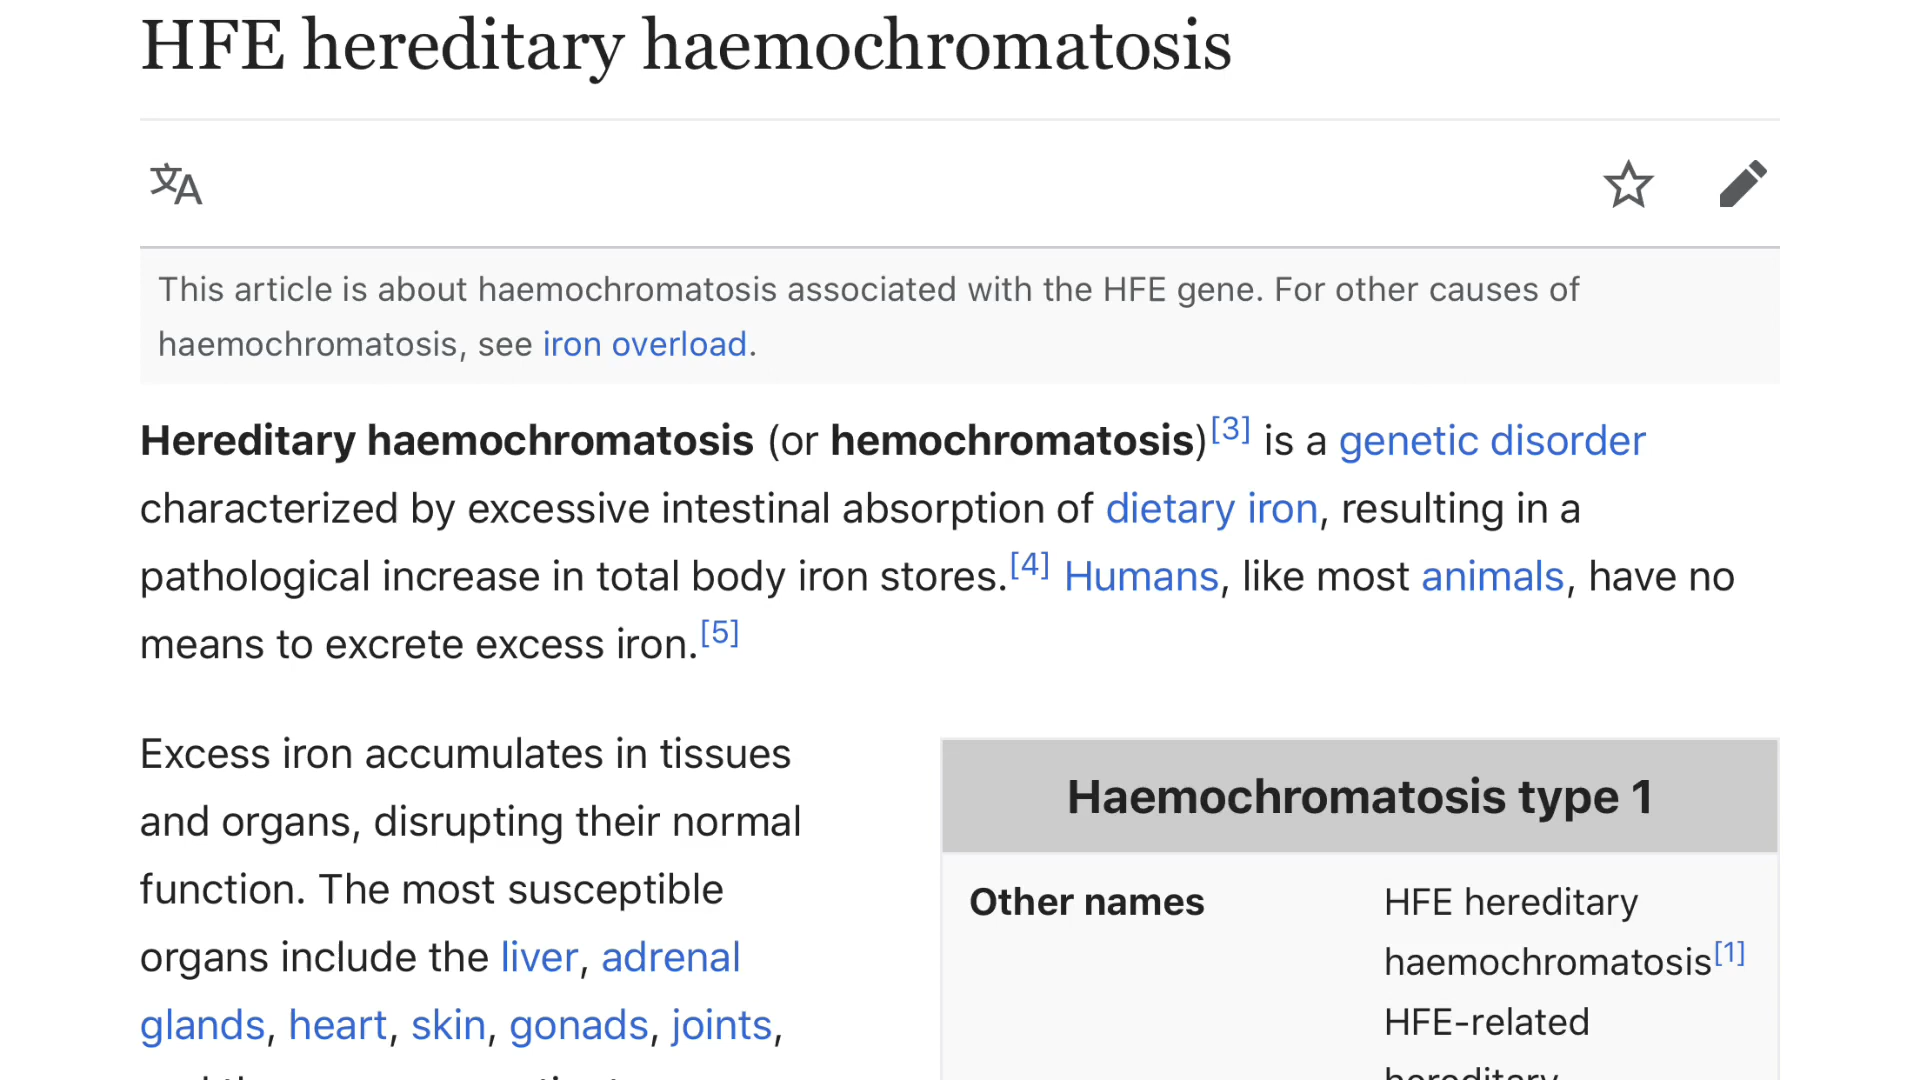 HFE hereditary haemochromatosis
This article is about haemochromatosis associated with the HFE gene. For other causes of
haemochromatosis, see iron overload.
Hereditary haemochromatosis (or hemochromatosis)[3] is a genetic disorder
characterized by excessive intestinal absorption of dietary iron, resulting in a
pathological increase in total body iron stores.[4] Humans, like most animals, have no
means to excrete excess iron.[5]
Excess iron accumulates in tissues
and organs, disrupting their normal
function. The most susceptible
organs include the liver, adrenal
glands, heart, skin, gonads, joints,
Haemochromatosis type 1
Other names
HFE hereditary
haemochromatosis[1]
HFE-related
hereditary